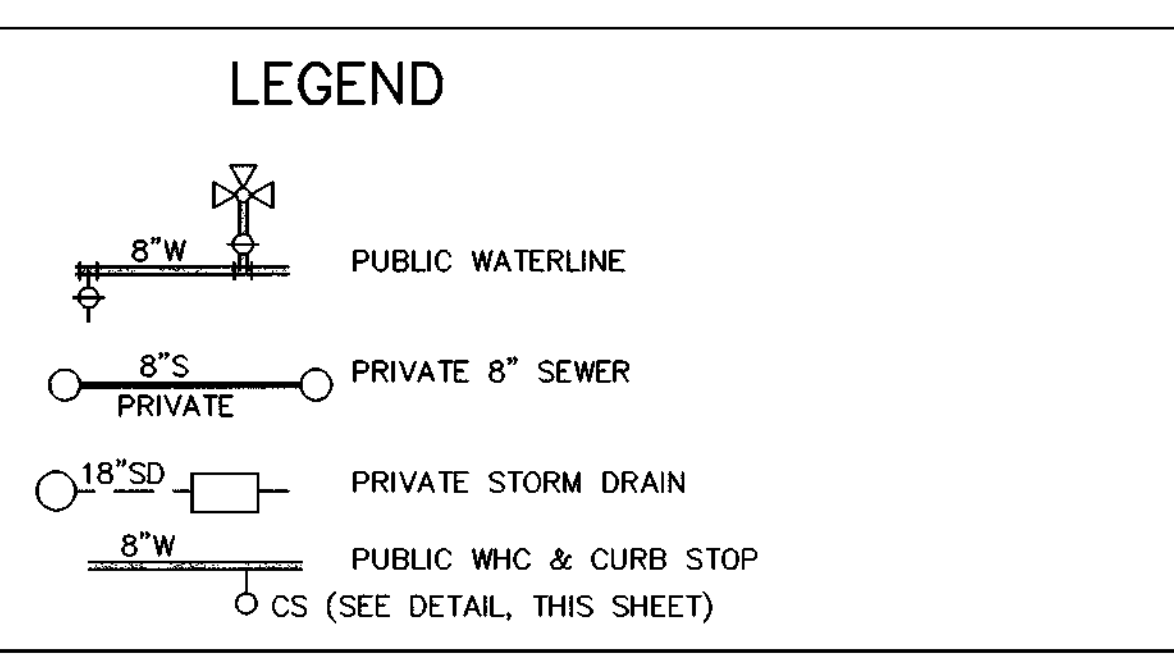 LEGEND
8"W
PUBLIC WATERLINE
8"S
PRIVATE 8" SEWER
PRIVATE
18"SD
PRIVATE STORM DRAIN
8"W
PUBLIC WHC & CURB STOP
CS (SEE DETAIL, THIS SHEET)